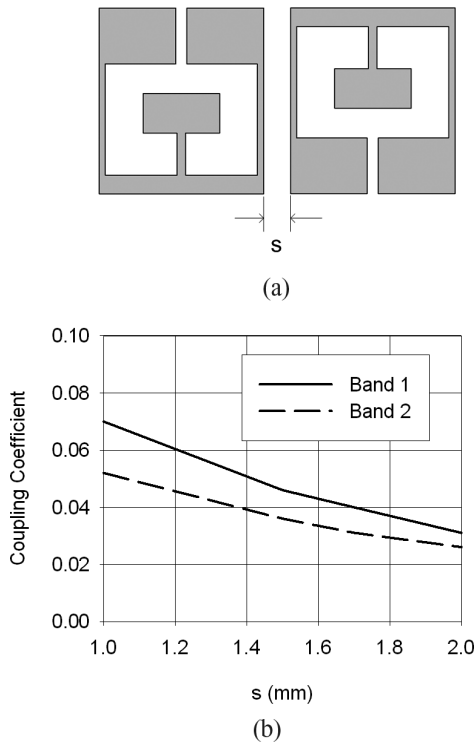 s
(a)
0.10
0.08
0.06
0.04
0.02
0.00
Coupling Coefficient
Band 1
Band 2
1.0 1.2 1.4 1.6 1.8 2.0
s (mm)
(b)